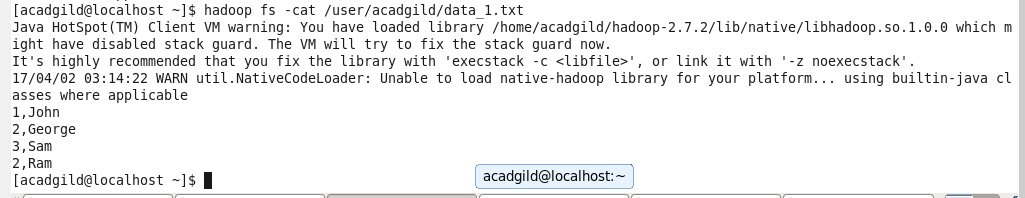 [acadgild@localhost ~]$ hadoop fs -cat /user/acadgild/data_1.txt
Java HotSpot(TM) Client VM warning: You have loaded library /home/acadgild/hadoop-2.7.2/lib/native/libhadoop.so.1.0.0 which m
ight have disabled stack guard. The VM will try to fix the stack guard now.
It's highly recommended that you fix the library with 'execstack -c <libfile>', or link it with '-z noexecstack'.
17/04/02 03:14:22 WARN util.NativeCodeLoader: Unable to load native-hadoop library for your platform... using builtin-java cl
asses where applicable
1,John
2,George
3,Sam
2,Ram
[acadgild@localhost ~]$
acadgild@localhost:~